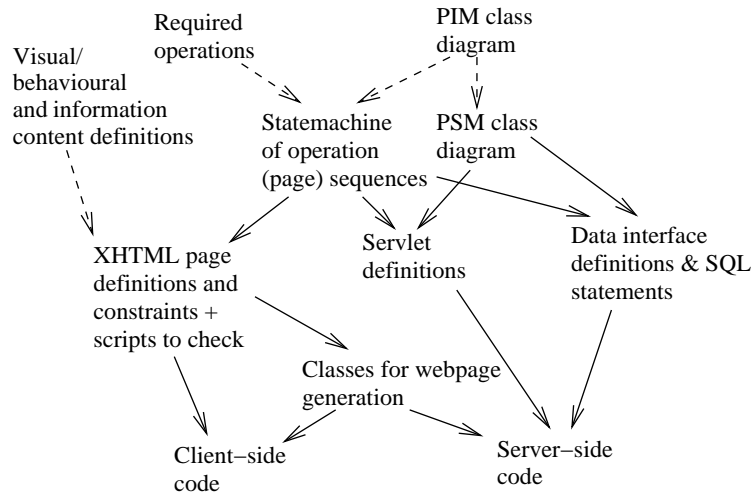 Required
operations
PIM class
diagram
Visual/
behavioural
and information
content definitions
Statemachine
of operation
(page) sequences
PSM class
diagram
XHTML page
definitions and
constraints +
scripts to check
Servlet
definitions
Data interface
definitions & SQL
statements
Classes for webpage
generation
Client−side
code
Server−side
code